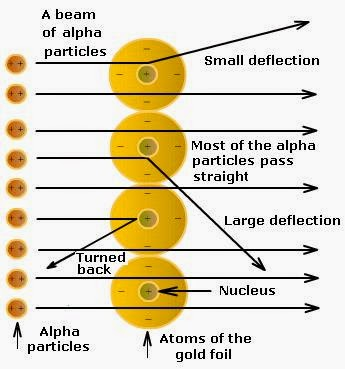 A beam
of alpha
particles
Small deflection
Most of the alpha
particles pass
straight
Large deflection
Turned
back
Nucleus
Alpha
particles
Atoms of the
gold foil